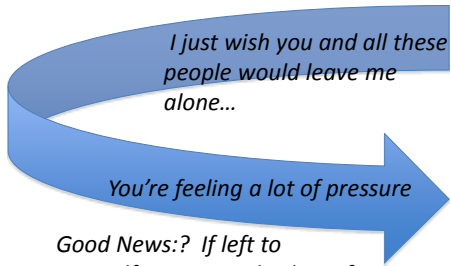 I just wish you and all these
people would leave me
alone…
You're feeling a lot of pressure
Good News:? If left to